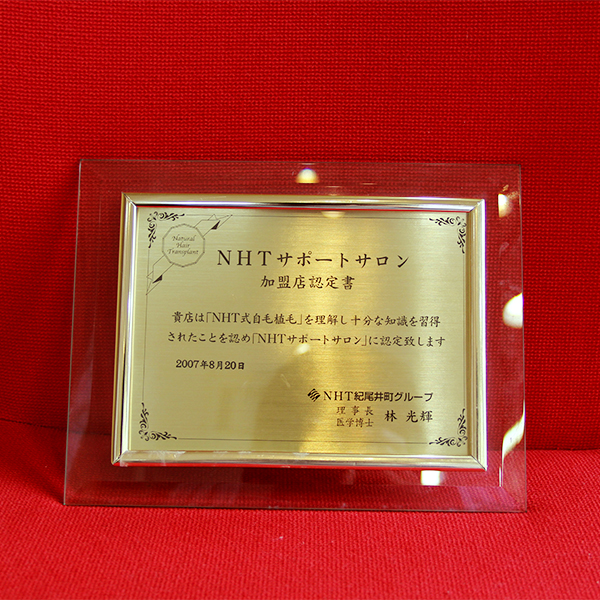 Natural
Hair
Transplant
NHTサポートサロン
加盟店認定書
貴店は「NHT式自毛植毛」を理解し十分な知識を習得
されたことを認め「NHTサポートサロン」に認定致します
2007年8月20日
NHT紀尾井町グループ
理事長
医学博士
林 光輝